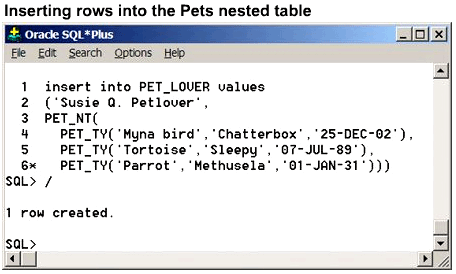 Inserting rows into the Pets nested table
Oracle SQL*Plus
File Edit Search Options Help
1 insert into PET_LOVER values
2 ('Susie Q. Petlover',
3 PET_NT(
4 PET_TY('Myna bird','Chatterbox','25-DEC-02'),
5 PET_TY('Tortoise','Sleepy','07-JUL-89'),
6* PET_TY('Parrot','Methusela','01-JAN-31')))
SQL> /
1 row created.
SQL>